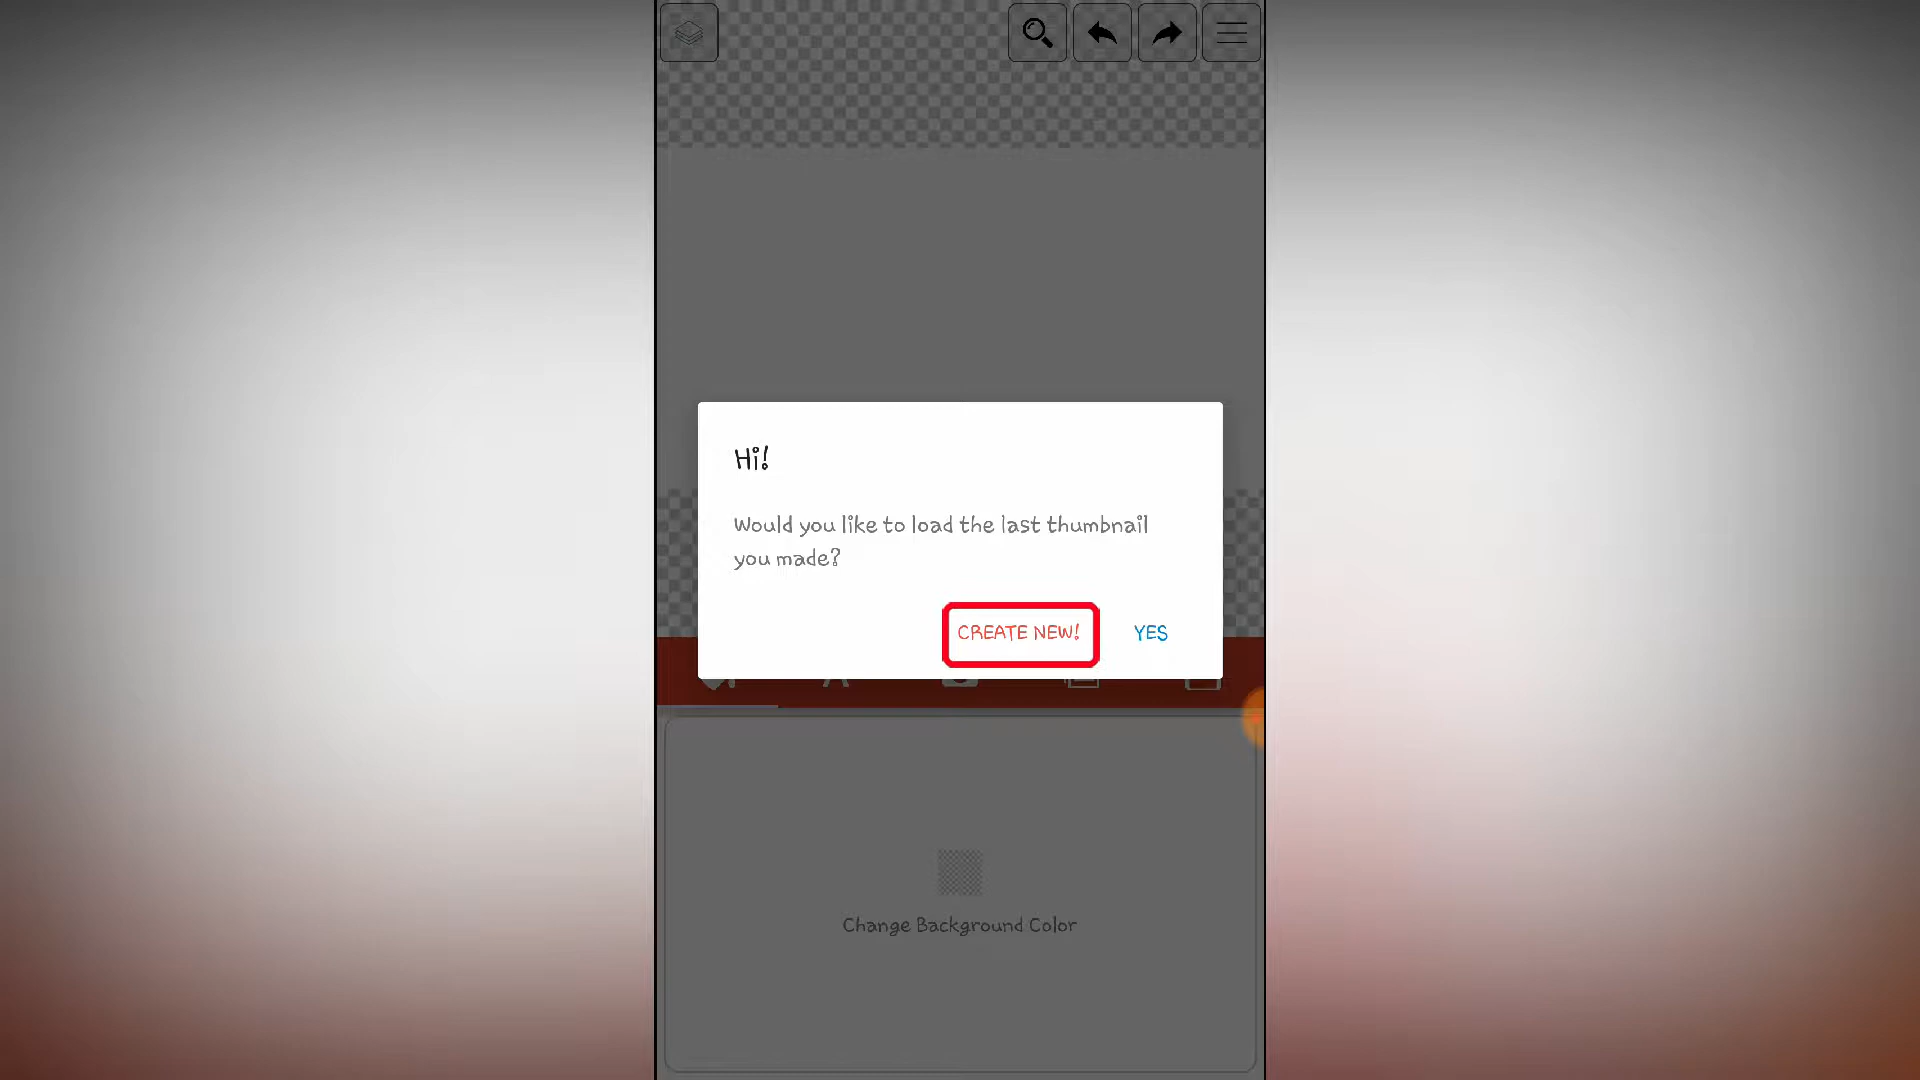 Hi!
Would you like to load the last thumbnail
you made?
CREATE NEW!
YES
Change Background Color